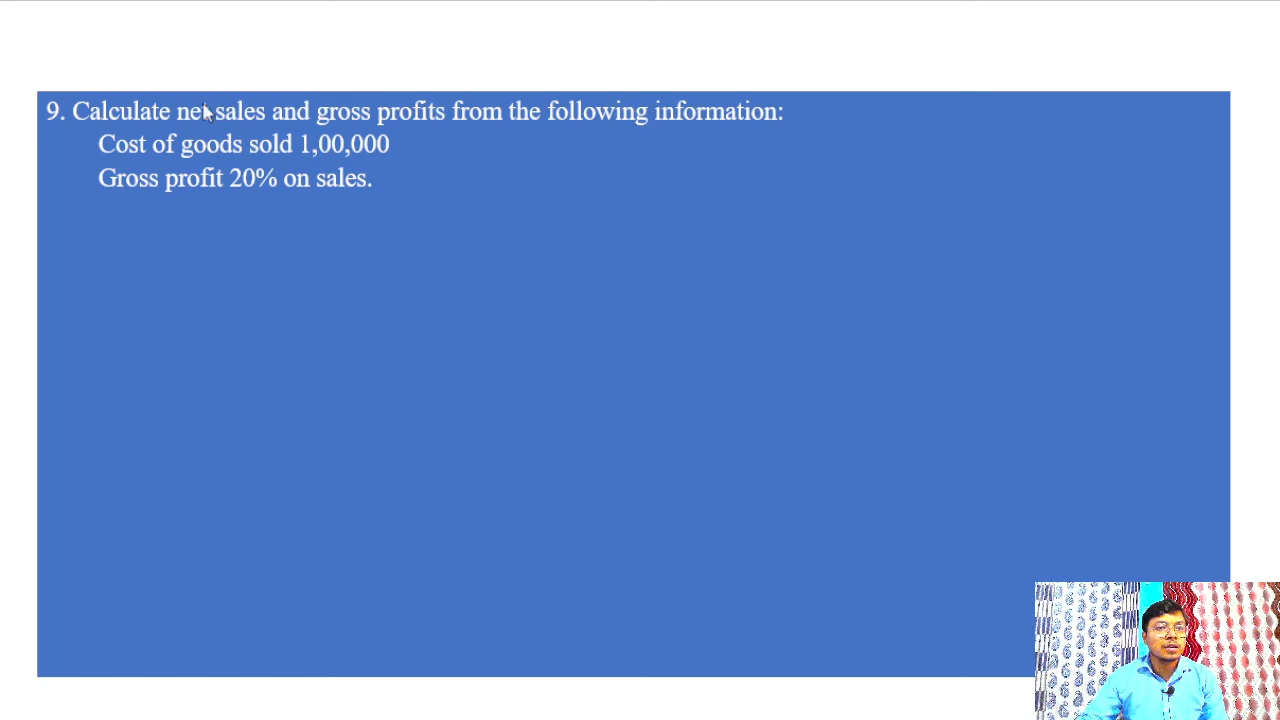 9. Calculate net sales and gross profits from the following information:
Cost of goods sold 1,00,000
Gross profit 20% on sales.